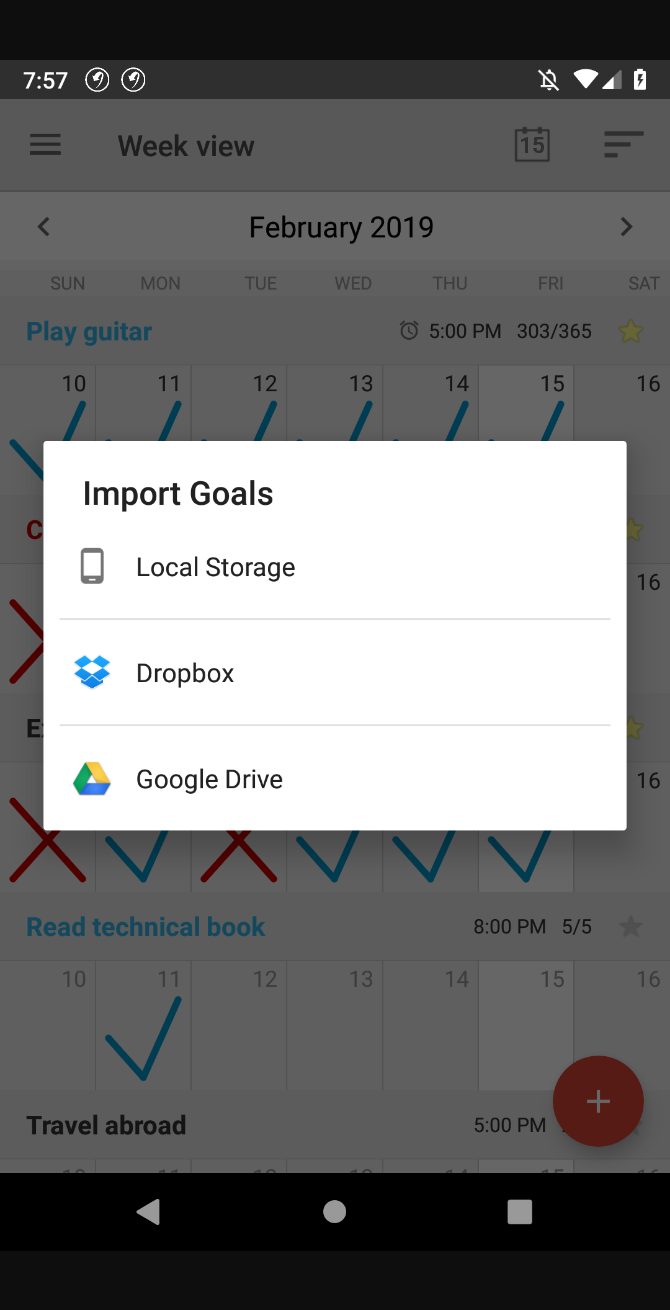 7:57
Week view 15
February 2019
SUN MON TUE WED THU FRI SAT
Play guitar 5:00 PM 303/365
10 11 12 13 14 15 16
16
16
Import Goals
Local Storage
Dropbox
Google Drive
Read technical book 8:00 PM 5/5
10 11 12 13 14 15 16
Travel abroad 5:00 PM